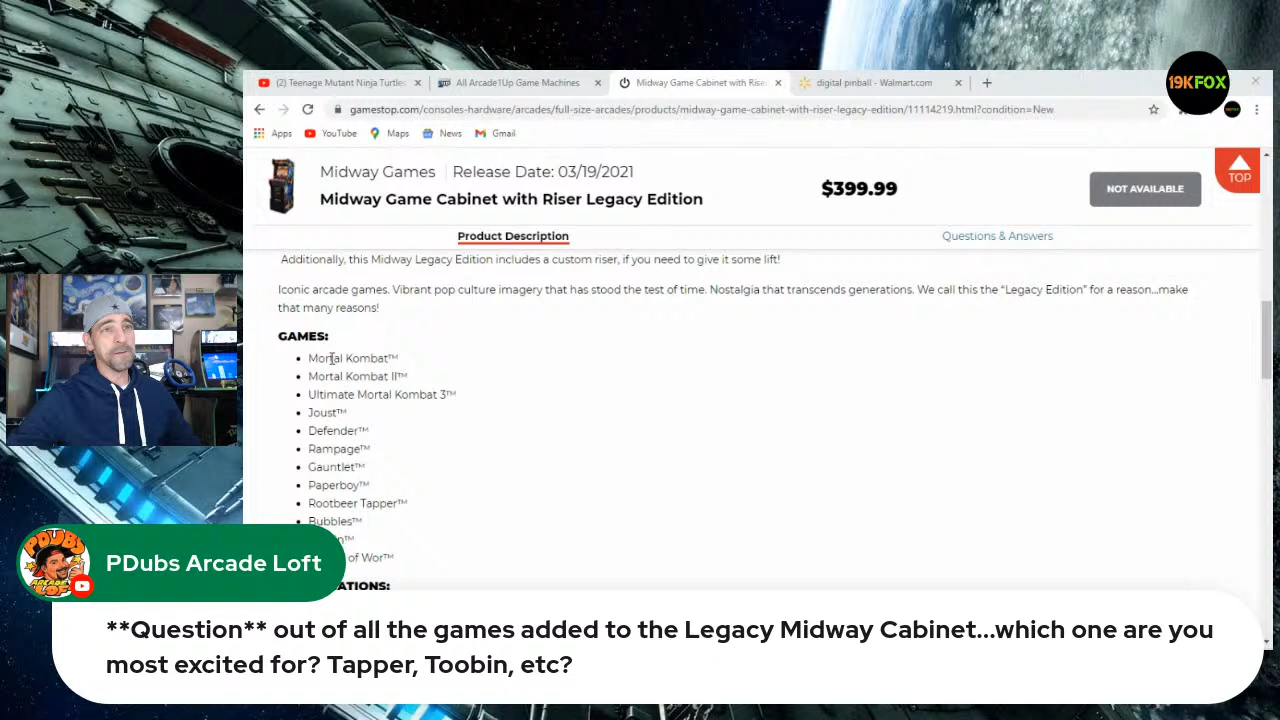 19KFOX
(2) Teenage Mutant Ninja Turtles
All Arcade1Up Game Machines
Midway Game Cabinet with Riser
digital pinball - Walmart.com
gamestop.com/consoles-hardware/arcades/full-size-arcades/products/midway-game-cabinet-with-riser-legacy-edition/11114219.html?condition=New
Apps YouTube Maps News Gmail
Midway Games Release Date: 03/19/2021
Midway Game Cabinet with Riser Legacy Edition
$399.99
NOT AVAILABLE
TOP
Product Description
Questions & Answers
Additionally, this Midway Legacy Edition includes a custom riser, if you need to give it some lift!
Iconic arcade games. Vibrant pop culture imagery that has stood the test of time. Nostalgia that transcends generations. We call this the “Legacy Edition” for a reason...make
that many reasons!
GAMES:
• Mortal Kombat™
• Mortal Kombat II™
• Ultimate Mortal Kombat 3™
• Joust™
• Defender™
• Rampage™
• Gauntlet™
• Paperboy™
• Rootbeer Tapper™
• Bubbles™
of Wor™
ATIONS:
PDUBS
ARCADE
LOFT
PDubs Arcade Loft
**Question** out of all the games added to the Legacy Midway Cabinet...which one are you
most excited for? Tapper, Toobin, etc?